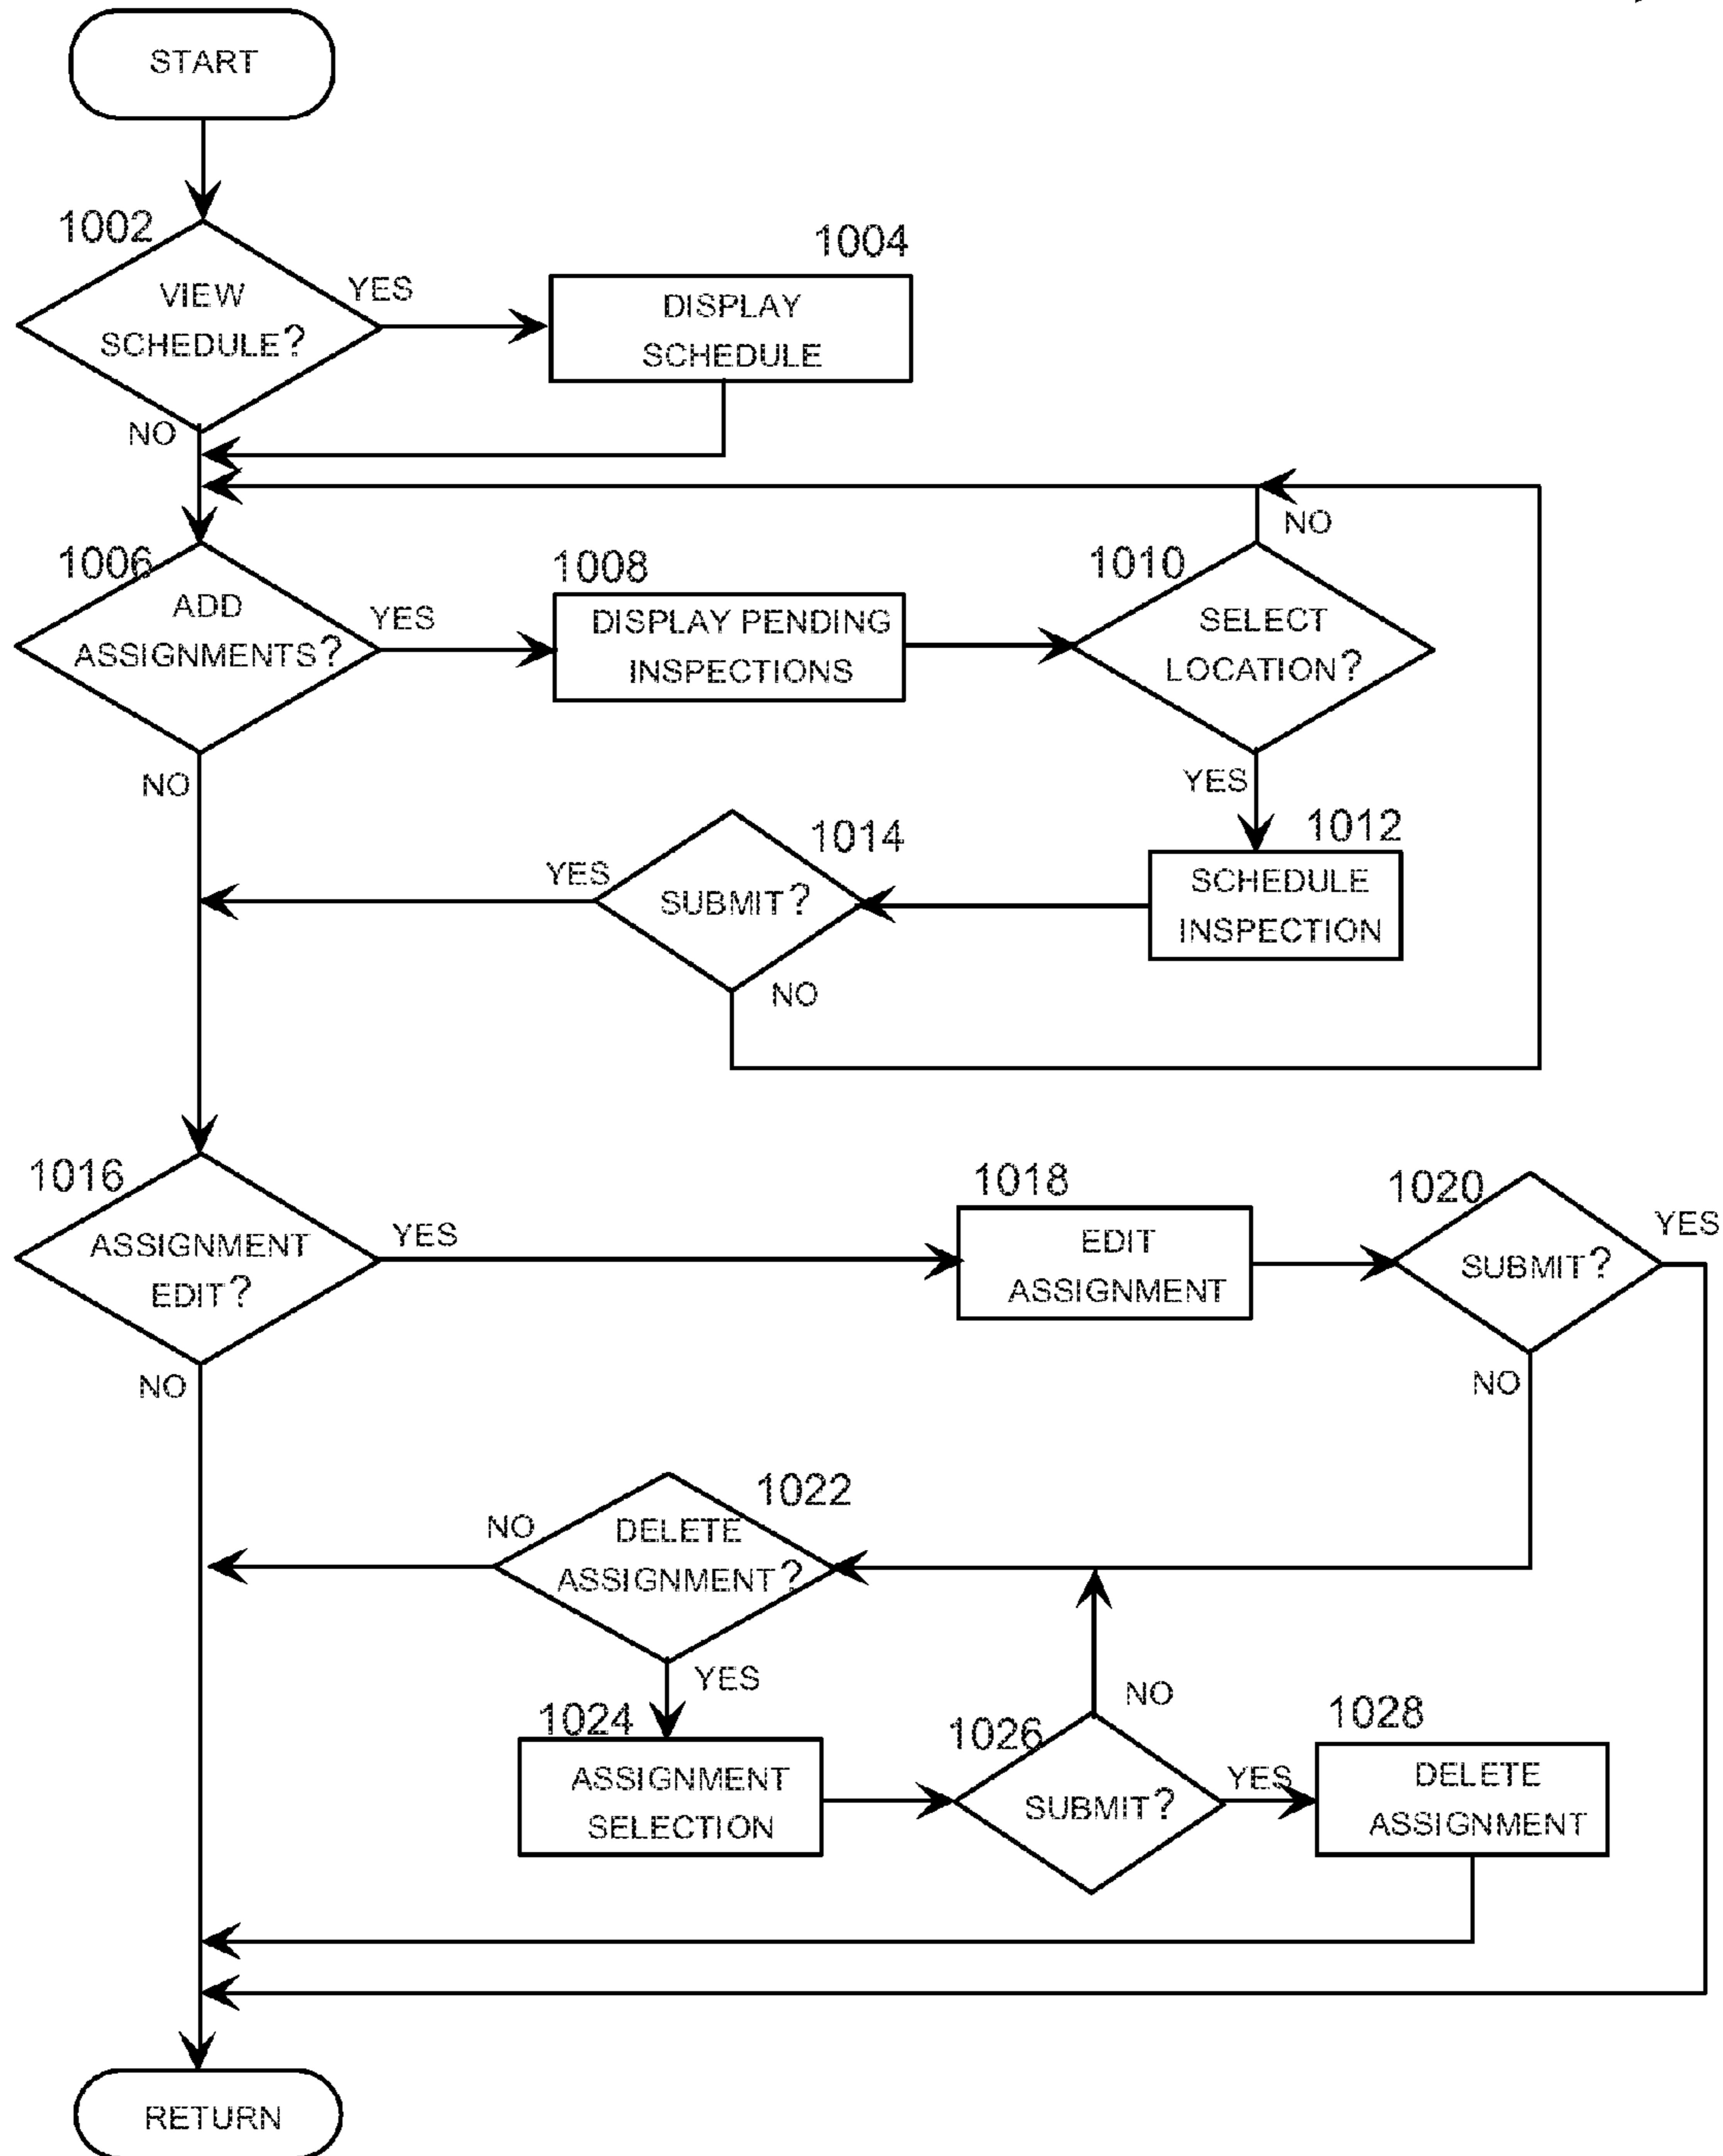 START
1002
VIEW
SCHEDULE?
YES
NO
1004
DISPLAY
SCHEDULE
1006
ADD
ASSIGNMENTS?
YES
NO
1008
DISPLAY PENDING
INSPECTIONS
1010
SELECT
LOCATION?
NO
YES
1012
SCHEDULE
INSPECTION
1014
SUBMIT?
YES
NO
1016
ASSIGNMENT
EDIT?
YES
NO
1018
EDIT
ASSIGNMENT
1020
SUBMIT?
YES
NO
1022
DELETE
ASSIGNMENT?
NO
YES
1024
ASSIGNMENT
SELECTION
1026
SUBMIT?
NO
YES
1028
DELETE
ASSIGNMENT
RETURN